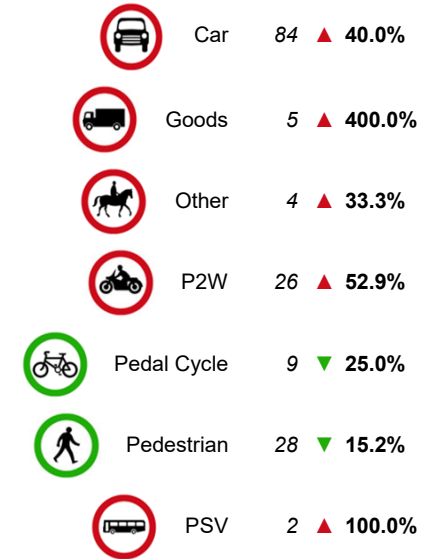 Car 84 ▲ 40.0%
Goods 5 ▲ 400.0%
Other 4 ▲ 33.3%
P2W 26 ▲ 52.9%
Pedal Cycle 9 ▼ 25.0%
Pedestrian 28 ▼ 15.2%
PSV 2 ▲ 100.0%